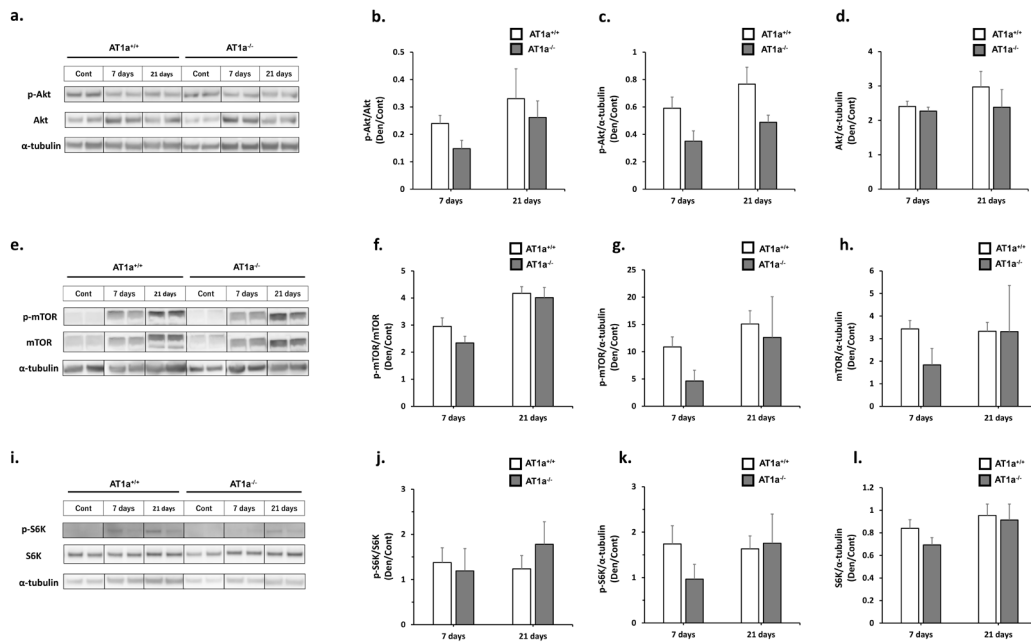 a.
AT1a+/+ AT1a-/-
Cont 7 days 21 days Cont 7 days 21 days
p-Akt
Akt
α-tubulin
b.
AT1a+/+
AT1a-/-
p-Akt/Akt
(Den/Cont)
0.5
0.4
0.3
0.2
0.1
0
7 days 21 days
c.
AT1a+/+
AT1a-/-
p-Akt/α-tubulin
(Den/Cont)
1
0.8
0.6
0.4
0.2
0
7 days 21 days
d.
AT1a+/+
AT1a-/-
Akt/α-tubulin
(Den/Cont)
5
4
3
2
1
0
7 days 21 days
e.
AT1a+/+ AT1a-/-
Cont 7 days 21 days Cont 7 days 21 days
p-mTOR
mTOR
α-tubulin
f.
AT1a+/+
AT1a-/-
p-mTOR/mTOR
(Den/Cont)
5
4
3
2
1
0
7 days 21 days
g.
AT1a+/+
AT1a-/-
p-mTOR/α-tubulin
(Den/Cont)
25
20
15
10
5
0
7 days 21 days
h.
AT1a+/+
AT1a-/-
mTOR/α-tubulin
(Den/Cont)
6
5
4
3
2
1
0
7 days 21 days
i.
AT1a+/+ AT1a-/-
Cont 7 days 21 days Cont 7 days 21 days
p-S6K
S6K
α-tubulin
j.
AT1a+/+
AT1a-/-
p-S6K/S6K
(Den/Cont)
3
2
1
0
7 days 21 days
k.
AT1a+/+
AT1a-/-
p-S6K/α-tubulin
(Den/Cont)
3
2
1
0
7 days 21 days
l.
AT1a+/+
AT1a-/-
S6K/α-tubulin
(Den/Cont)
1.2
1
0.8
0.6
0.4
0.2
0
7 days 21 days